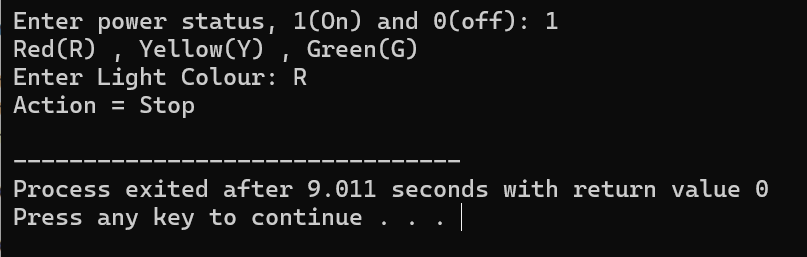 Enter power status, 1(On) and 0(off): 1
Red(R) , Yellow(Y) , Green(G)
Enter Light Colour: R
Action = Stop
--------------------------------
Process exited after 9.011 seconds with return value 0
Press any key to continue . . .